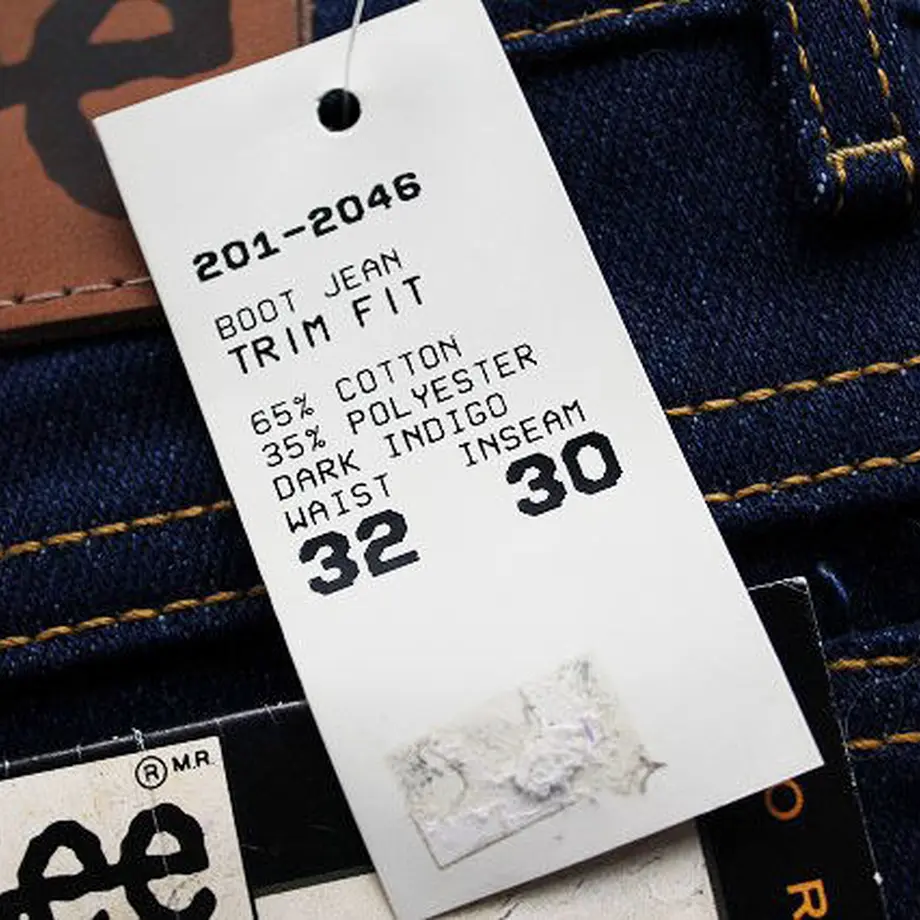 201-2046
BOOT JEAN
TRIM FIT
65% COTTON
35% POLYESTER
DARK INDIGO
WAIST INSEAM
32 30
® M.R.
ee
O R